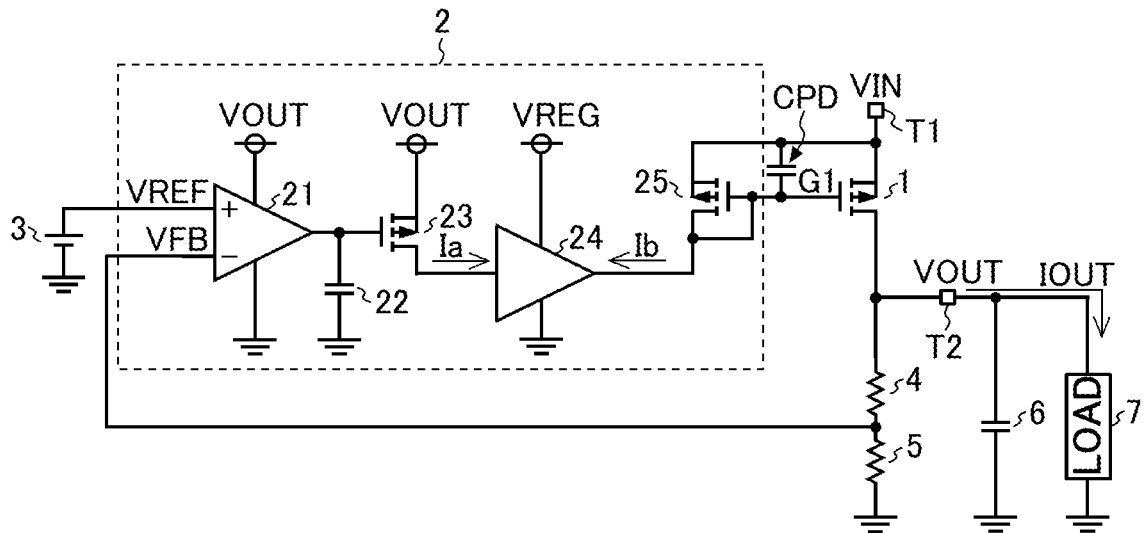 2
VOUT
VOUT
VREG
CPD
VIN
T1
VREF
+
21
23
24
25
G1
1
3
VFB
−
Ia
Ib
22
VOUT
IOUT
T2
4
5
6
LOAD
7